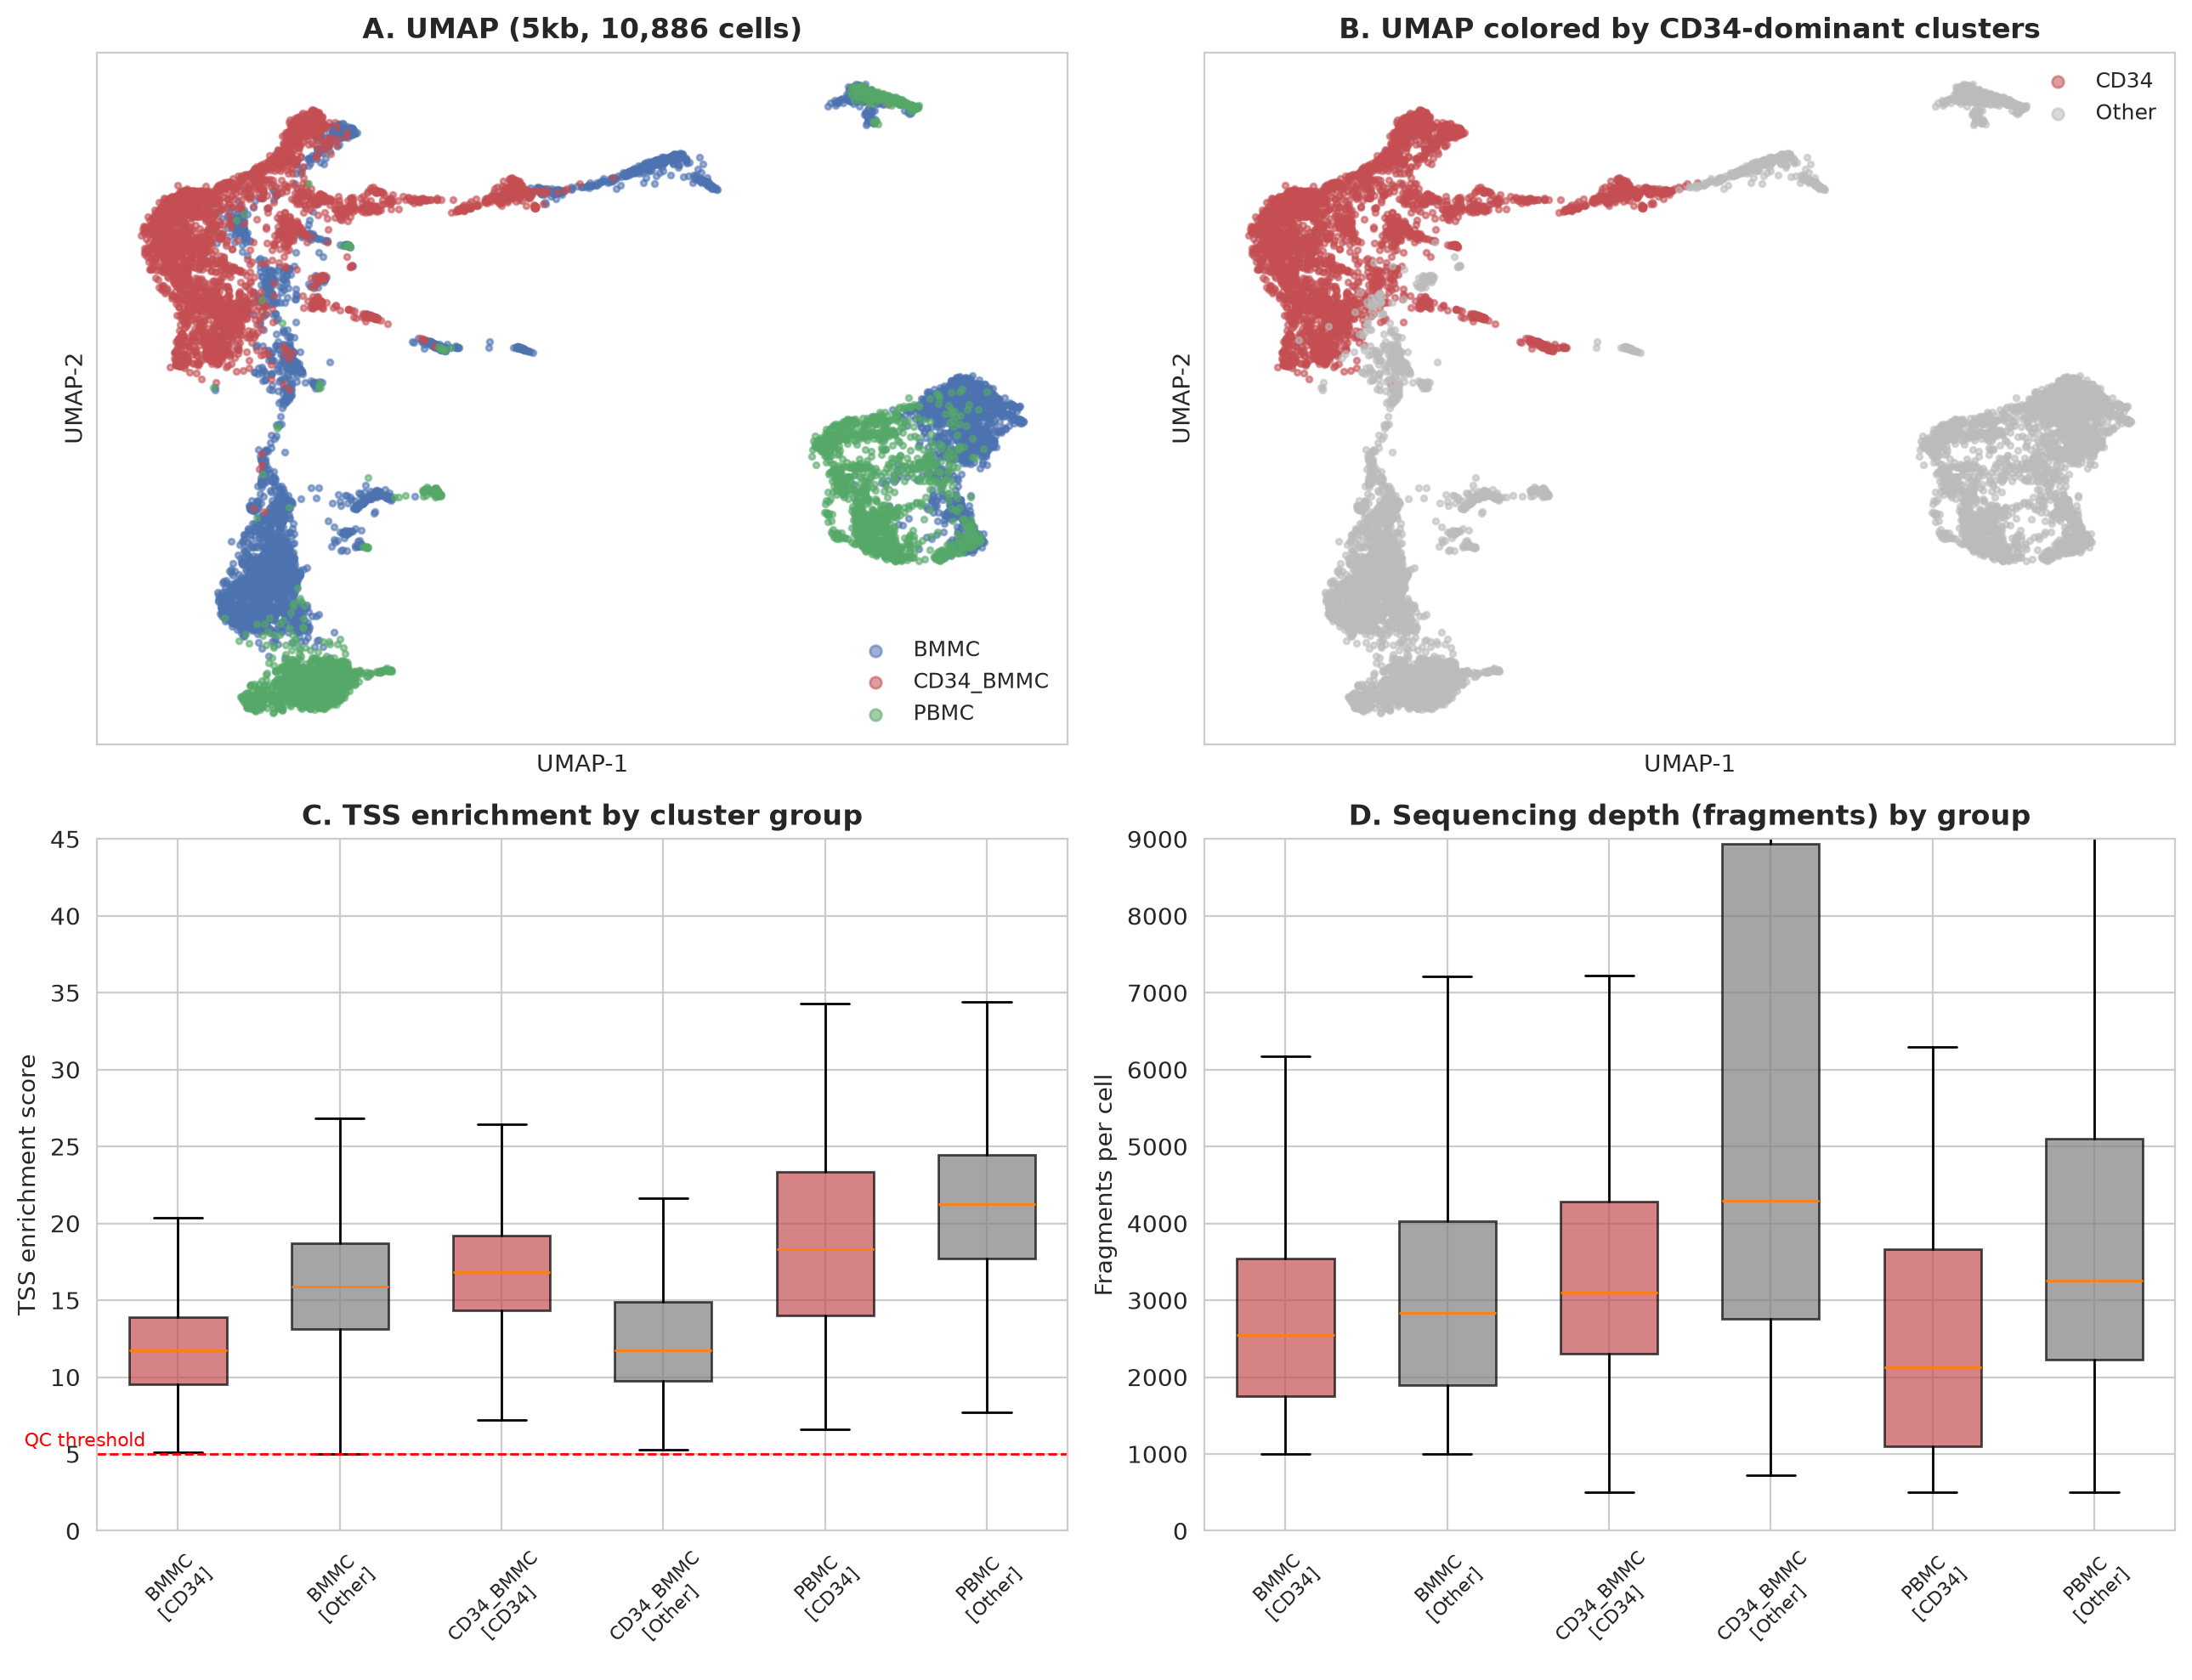 A. UMAP (5kb, 10,886 cells)
UMAP-2
UMAP-1
BMMC
CD34_BMMC
PBMC
B. UMAP colored by CD34-dominant clusters
CD34
Other
UMAP-2
UMAP-1
C. TSS enrichment by cluster group
TSS enrichment score
45
40
35
30
25
20
15
10
5
0
QC threshold
BMMC
[CD34]
BMMC
[Other]
CD34_BMMC
[CD34]
CD34_BMMC
[Other]
PBMC
[CD34]
PBMC
[Other]
D. Sequencing depth (fragments) by group
Fragments per cell
9000
8000
7000
6000
5000
4000
3000
2000
1000
0
BMMC
[CD34]
BMMC
[Other]
CD34_BMMC
[CD34]
CD34_BMMC
[Other]
PBMC
[CD34]
PBMC
[Other]